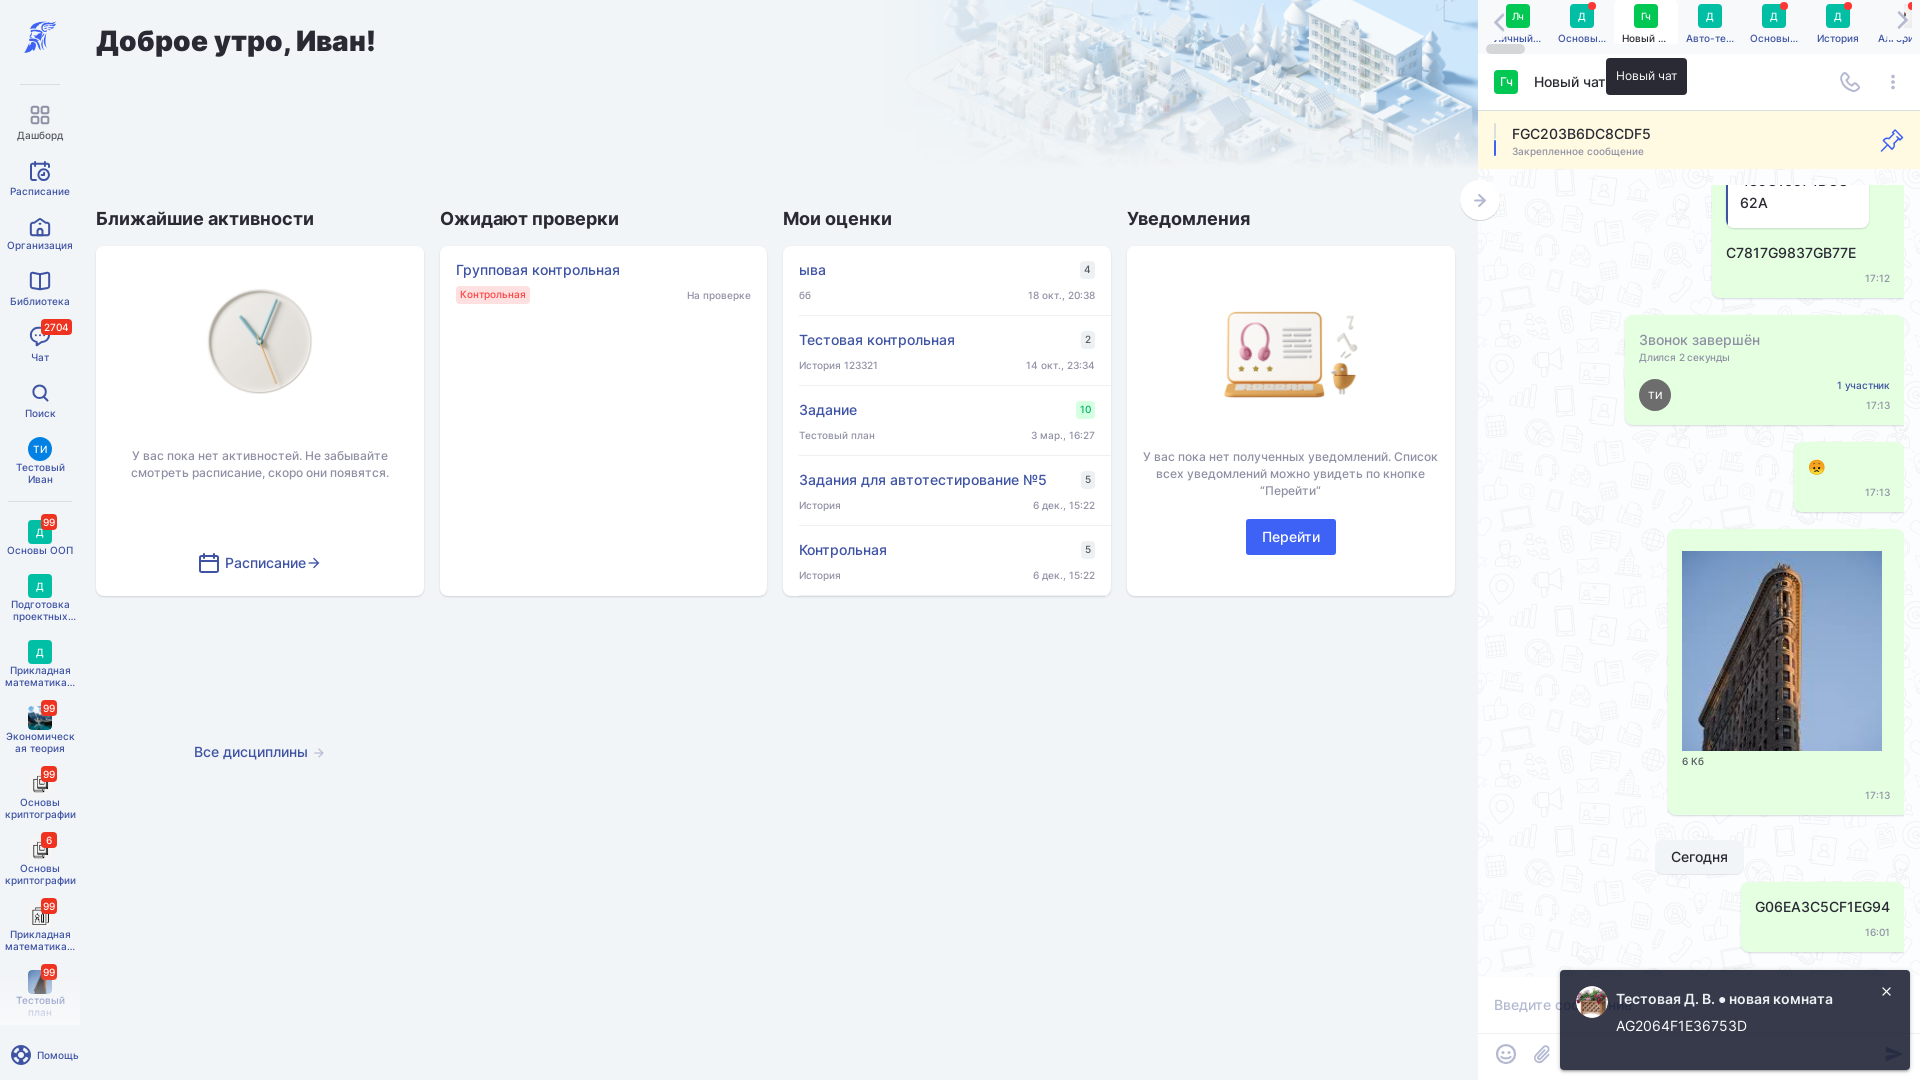 Дашборд
Расписание
Организация
Библиотека
2704
Чат
Поиск
ТИ
Тестовый
Иван
99
Д
Основы ООП
Д
Подготовка
проектных...
Д
Прикладная
математика...
99
Экономическ
ая теория
99
Основы
криптографии
6
Основы
криптографии
99
Прикладная
математика...
99
Тестовый
план
Помощь
Доброе утро, Иван!
Ближайшие активности
У вас пока нет активностей. Не забывайте
смотреть расписание, скоро они появятся.
Расписание
Все дисциплины
Ожидают проверки
Групповая контрольная
Контрольная
На проверке
Мои оценки
ыва
4
бб
18 окт., 20:38
Тестовая контрольная
2
История 123321
14 окт., 23:34
Задание
10
Тестовый план
3 мар., 16:27
Задания для автотестирование №5
5
История
6 дек., 15:22
Контрольная
5
История
6 дек., 15:22
Уведомления
У вас пока нет полученных уведомлений. Список
всех уведомлений можно увидеть по кнопке
“Перейти”
Перейти
Лч
Личный...
Д
Основы...
Гч
Новый ...
Д
Авто-те...
Д
Основы...
Д
История
Гч
Новый чат
Новый чат
FGC203B6DC8CDF5
Закрепленное сообщение
62A
C7817G9837GB77E
17:12
Звонок завершён
Длился 2 секунды
ТИ
1 участник
17:13
17:13
6 Кб
17:13
Сегодня
G06EA3C5CF1EG94
16:01
Введите
Тестовая Д. В. ● новая комната
AG2064F1E36753D